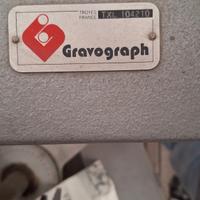 TROYES
FRANCE
TXL 104210
Gravograph